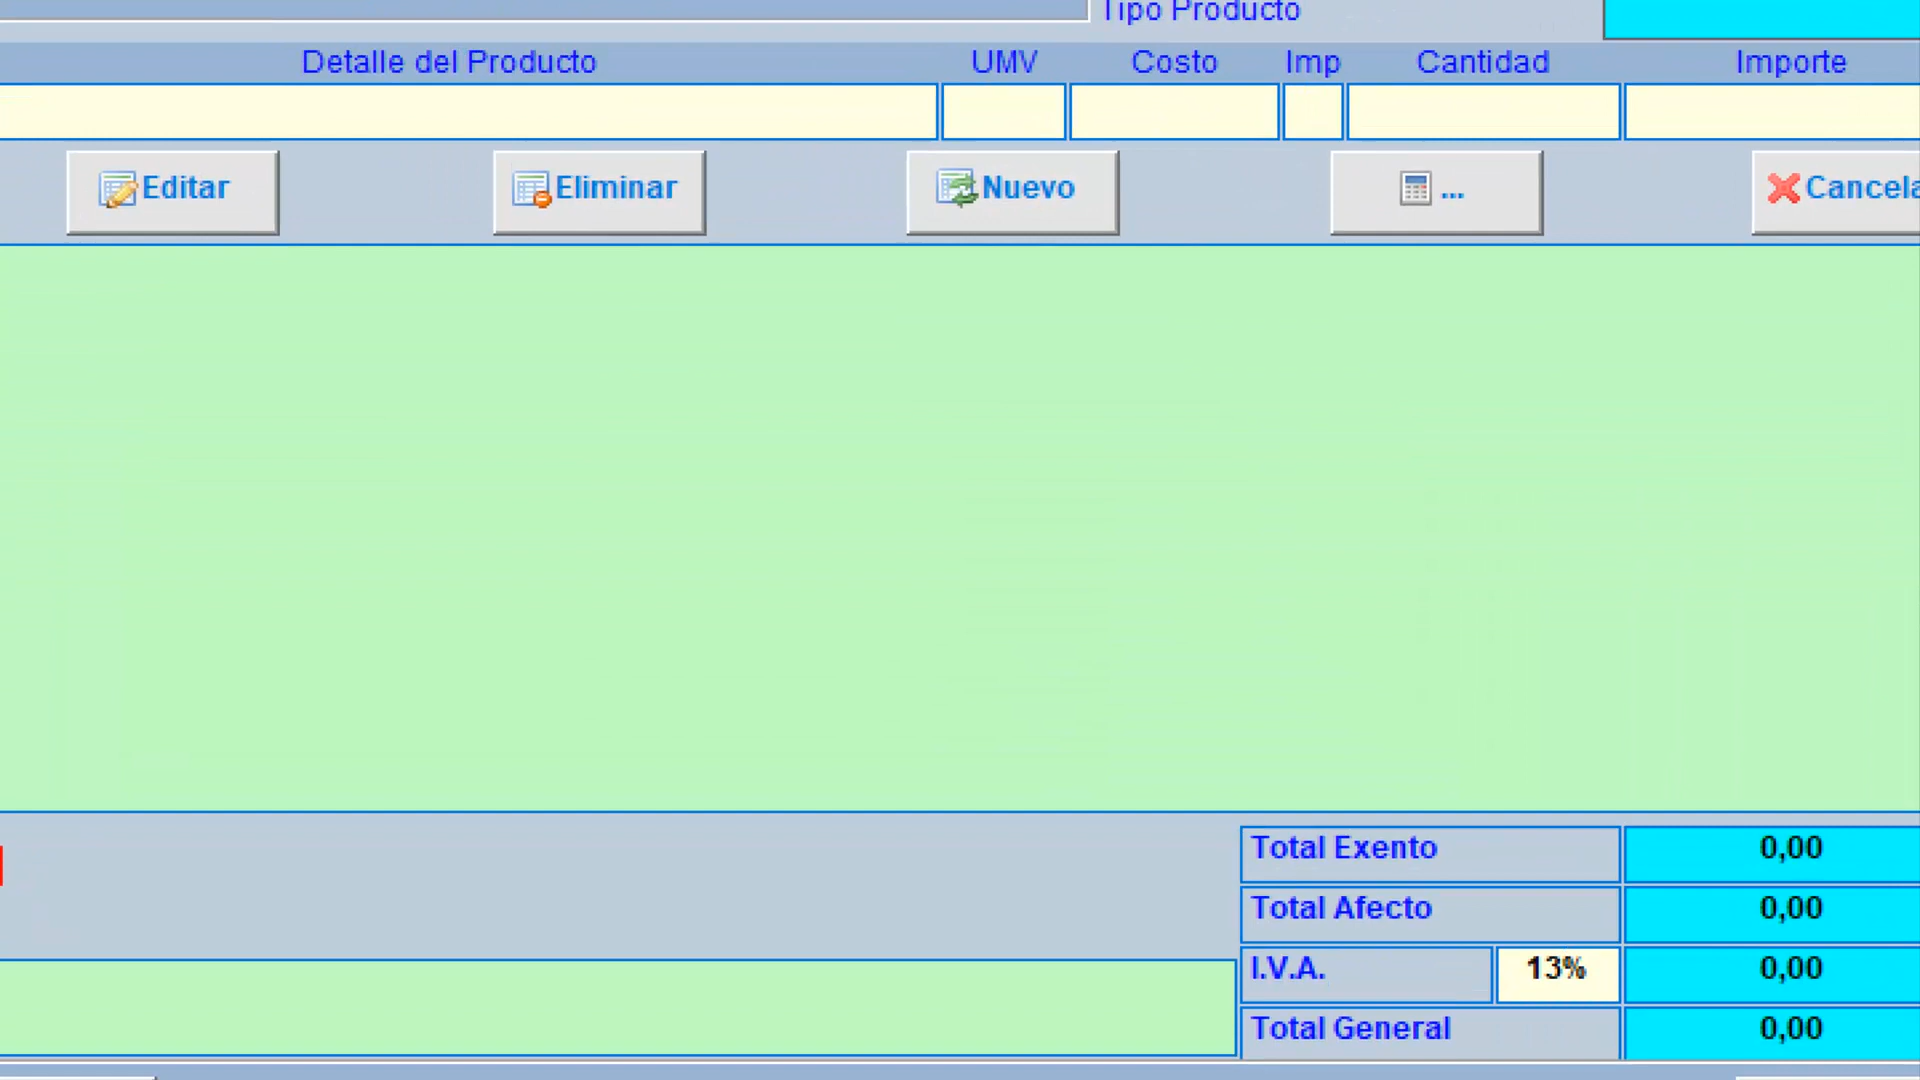 Tipo Producto
Detalle del Producto UMV Costo Imp Cantidad Importe
Editar Eliminar Nuevo ... Cancela
Total Exento 0,00
Total Afecto 0,00
I.V.A. 13% 0,00
Total General 0,00